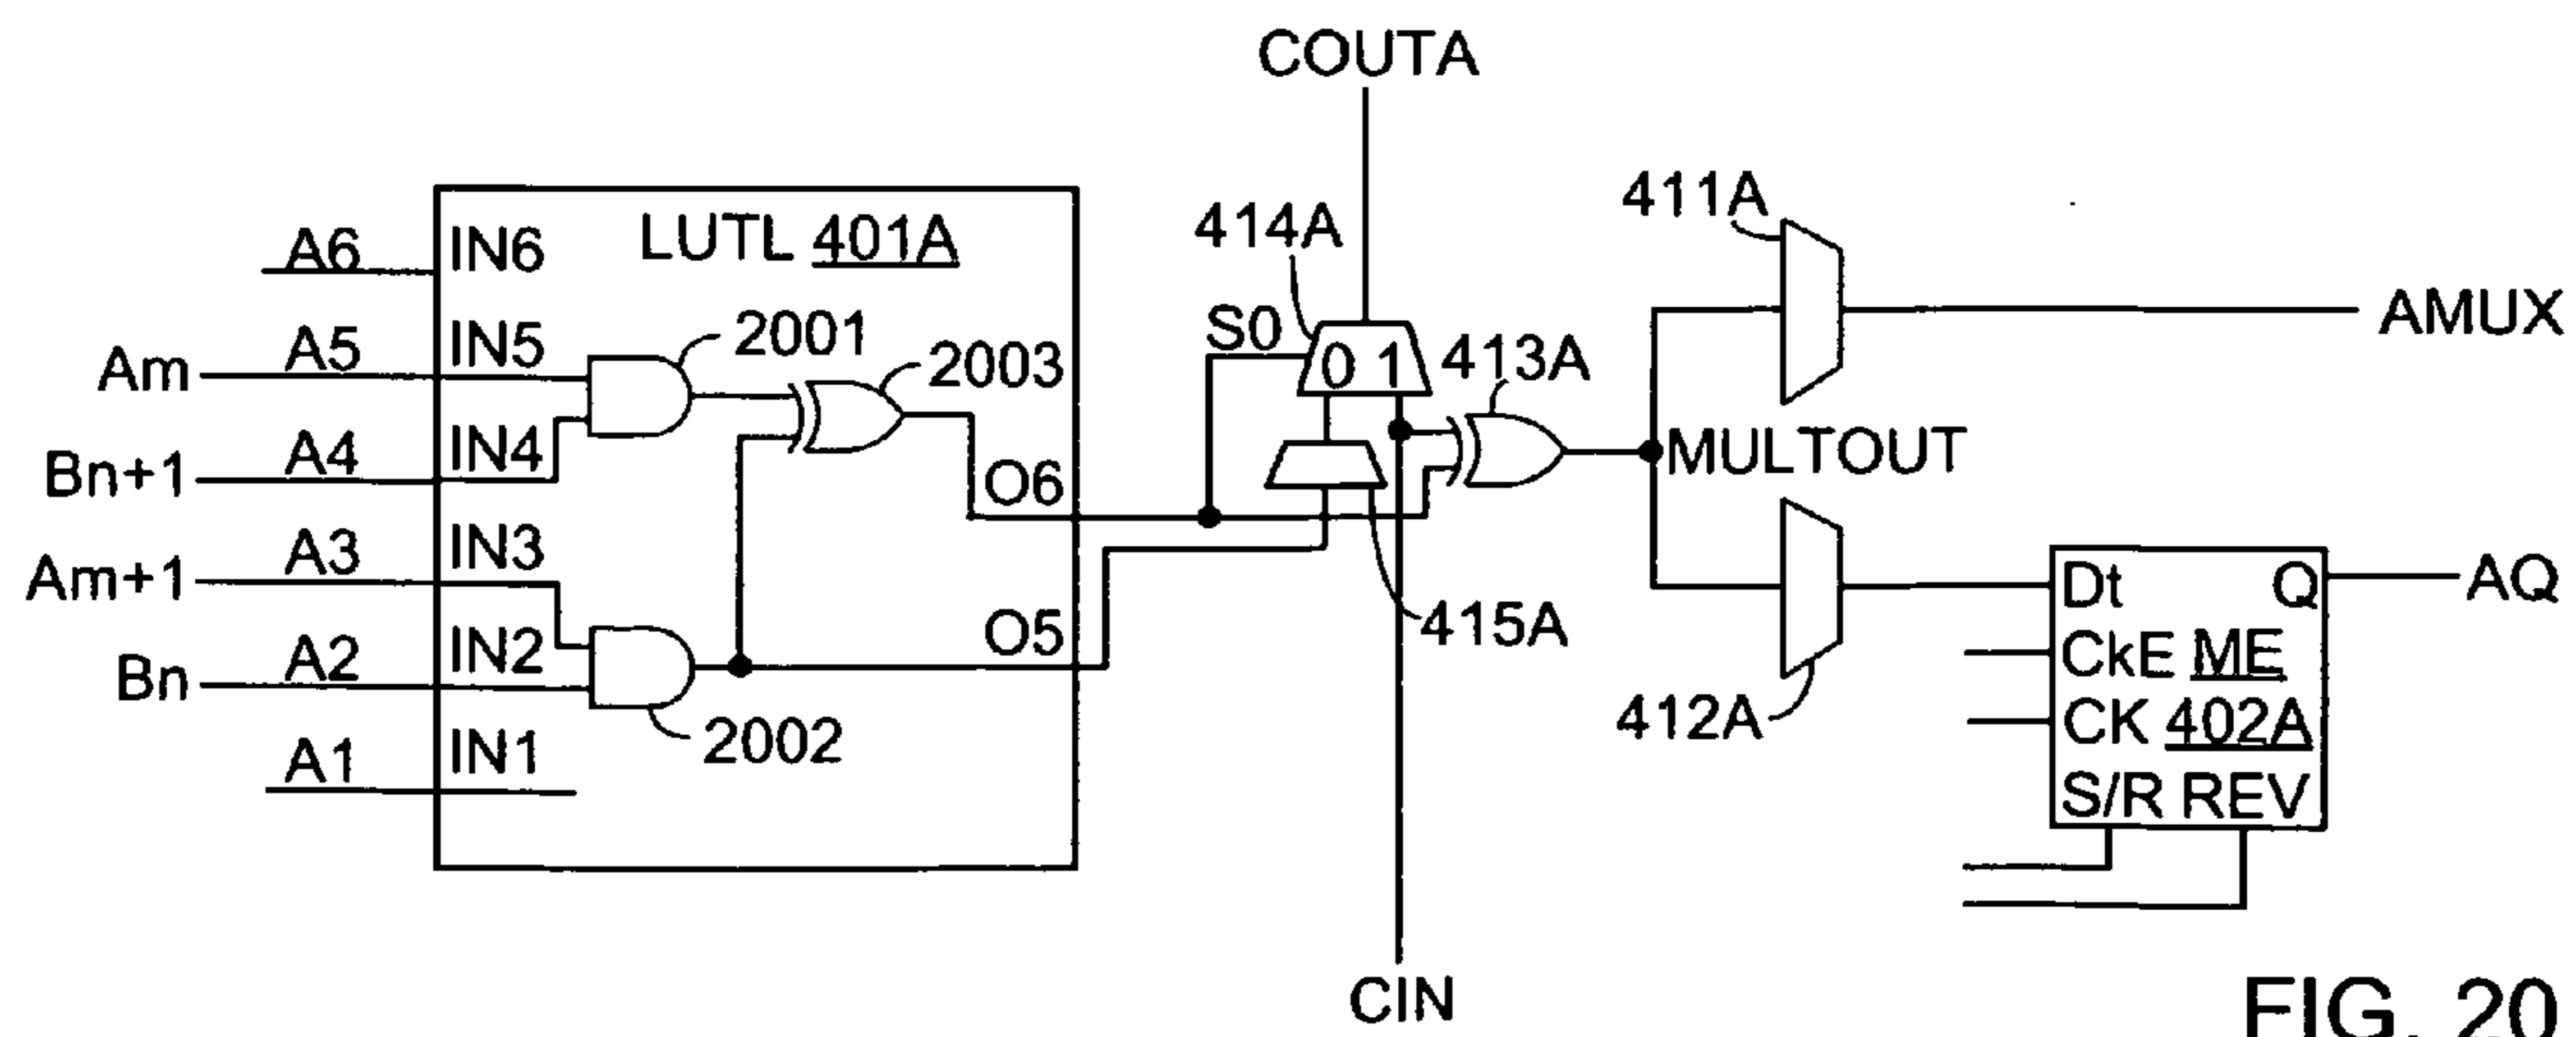 COUTA
LUTL 401A
A6 IN6
Am A5 IN5
2001
2003
Bn+1 A4 IN4
O6
Am+1 A3 IN3
Bn A2 IN2
O5
2002
A1 IN1
414A
S0
0 1
413A
415A
CIN
411A
AMUX
MULTOUT
412A
Dt Q
AQ
CkE ME
CK 402A
S/R REV
FIG. 20